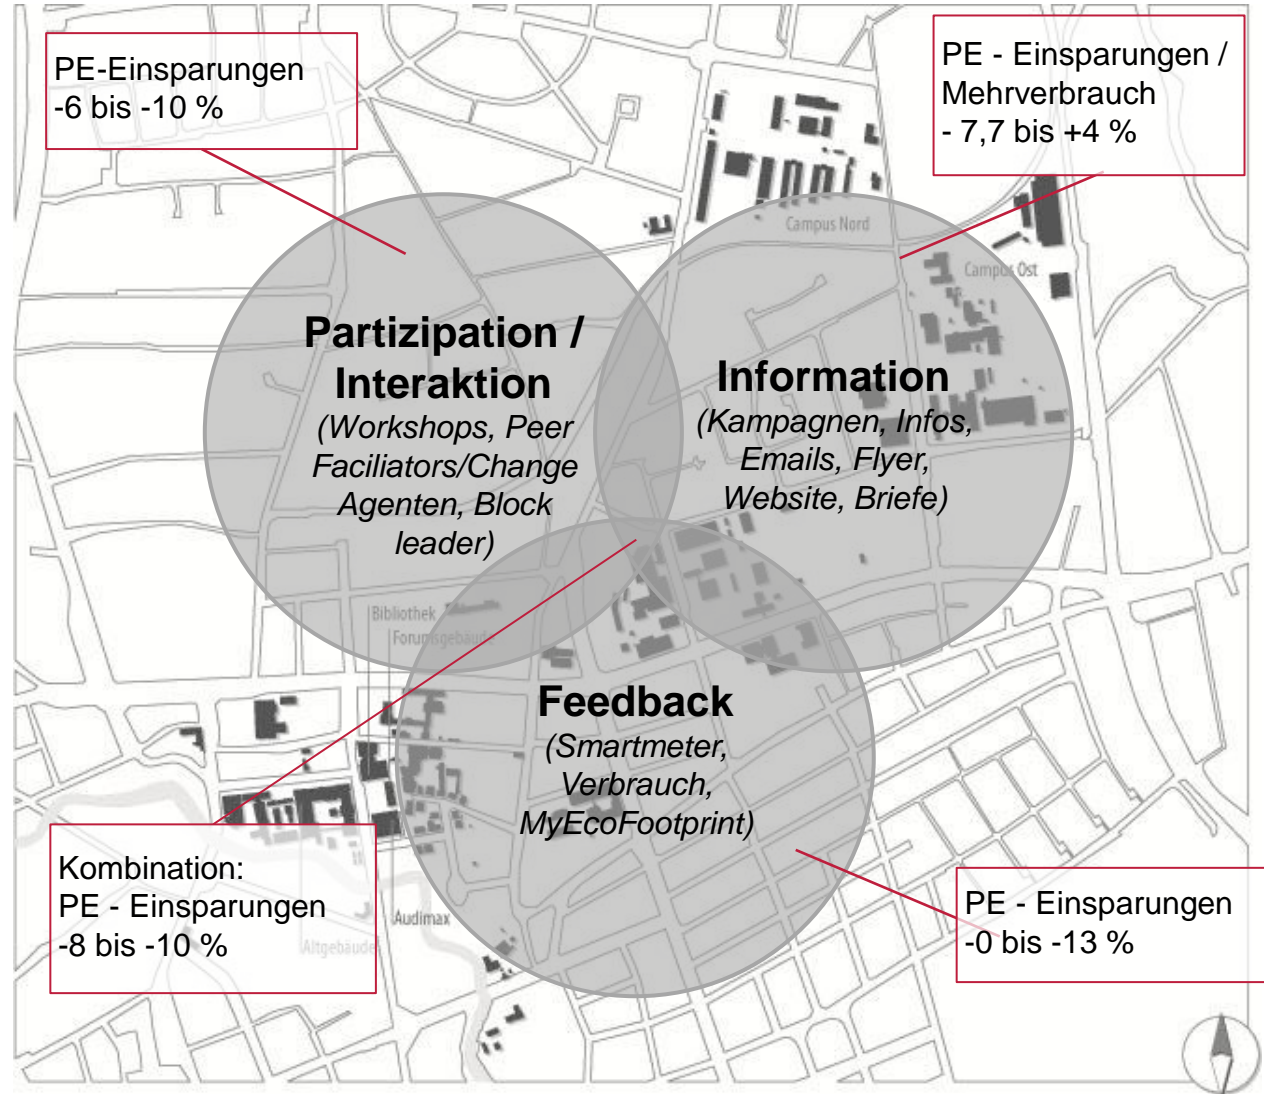 PE-Einsparungen
-6 bis -10 %
PE - Einsparungen /
Mehrverbrauch
- 7,7 bis +4 %
Campus Nord
Campus Ost
Partizipation /
Interaktion
(Workshops, Peer
Faciliators/Change
Agenten, Block
leader)
Information
(Kampagnen, Infos,
Emails, Flyer,
Website, Briefe)
Bibliothek
Forumsgebäude
Feedback
(Smartmeter,
Verbrauch,
MyEcoFootprint)
Kombination:
PE - Einsparungen
-8 bis -10 %
Audimax
Altgebäude
PE - Einsparungen
-0 bis -13 %